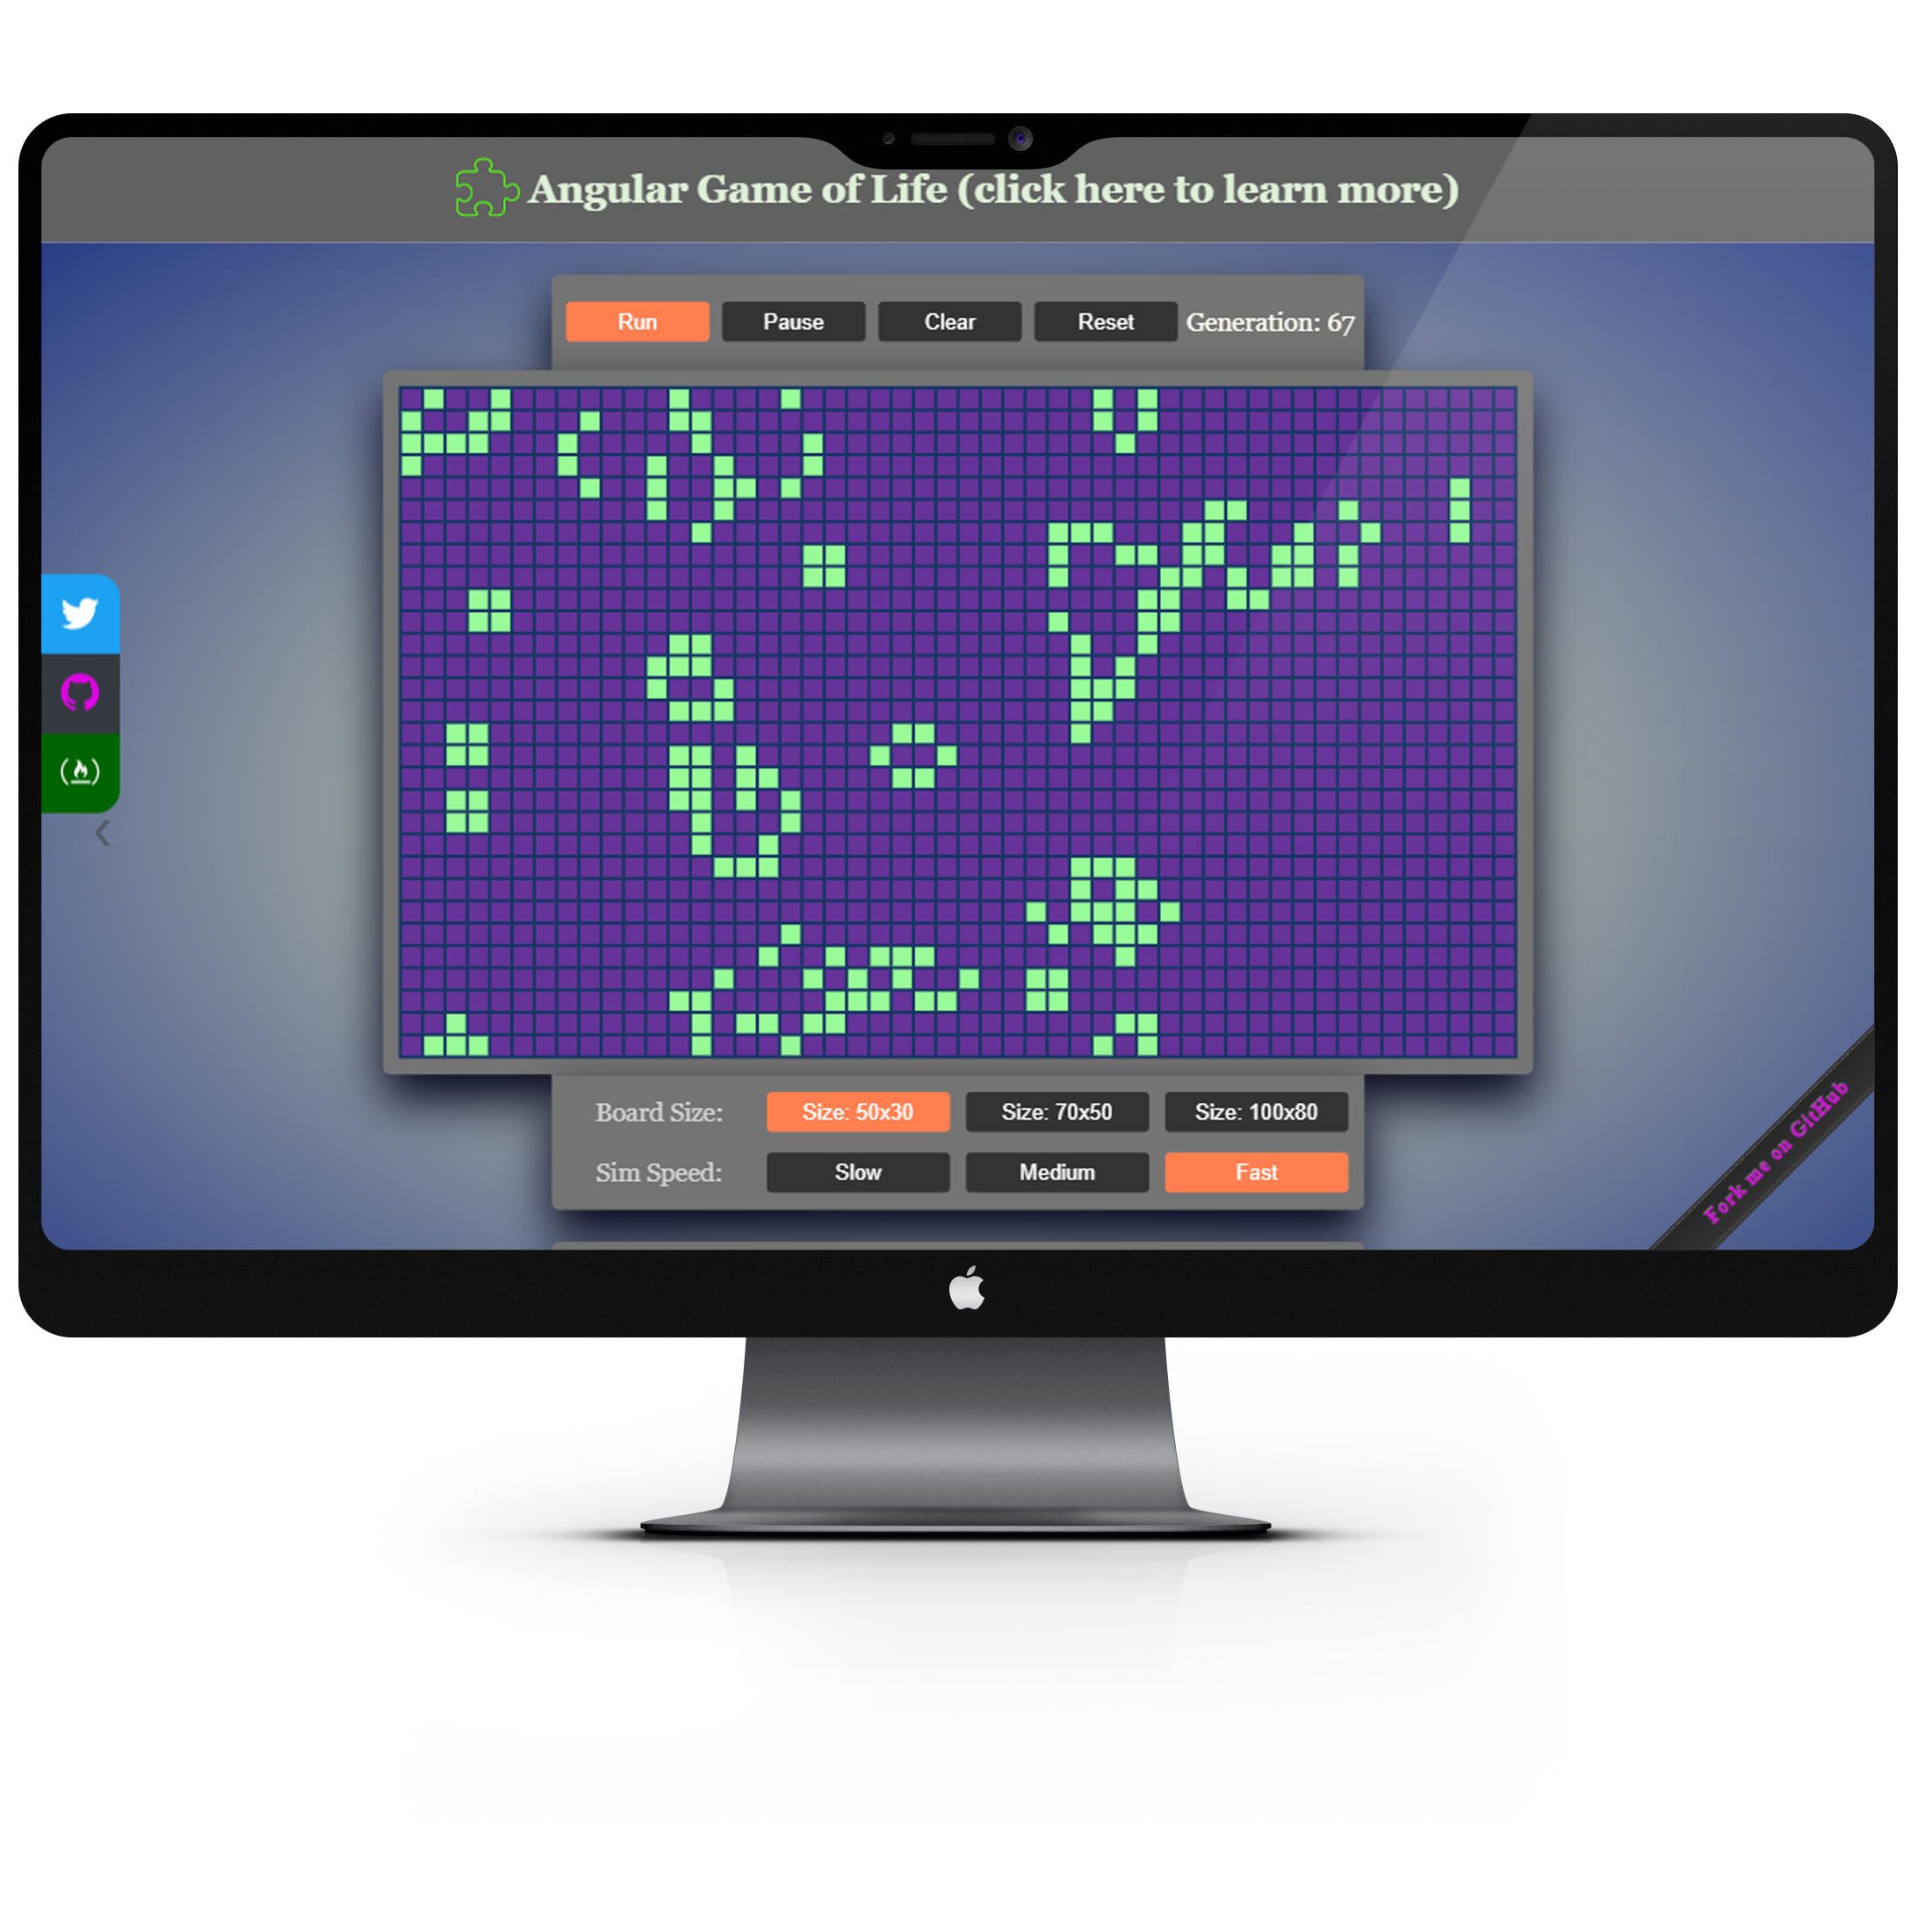 Angular Game of Life (click here to learn more)
Run Pause Clear Reset Generation: 67
Board Size: Size: 50x30 Size: 70x50 Size: 100x80
Sim Speed: Slow Medium Fast
Fork me on GitHub